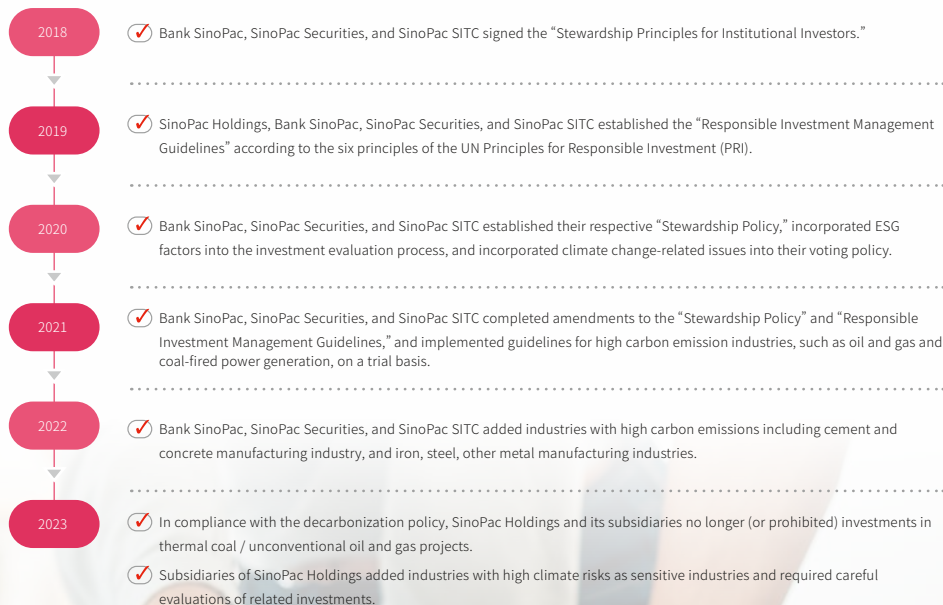 2018
Bank SinoPac, SinoPac Securities, and SinoPac SITC signed the “Stewardship Principles for Institutional Investors.”
2019
SinoPac Holdings, Bank SinoPac, SinoPac Securities, and SinoPac SITC established the “Responsible Investment Management
Guidelines” according to the six principles of the UN Principles for Responsible Investment (PRI).
2020
Bank SinoPac, SinoPac Securities, and SinoPac SITC established their respective “Stewardship Policy,” incorporated ESG
factors into the investment evaluation process, and incorporated climate change-related issues into their voting policy.
2021
Bank SinoPac, SinoPac Securities, and SinoPac SITC completed amendments to the “Stewardship Policy” and “Responsible
Investment Management Guidelines,” and implemented guidelines for high carbon emission industries, such as oil and gas and
coal-fired power generation, on a trial basis.
2022
Bank SinoPac, SinoPac Securities, and SinoPac SITC added industries with high carbon emissions including cement and
concrete manufacturing industry, and iron, steel, other metal manufacturing industries.
2023
In compliance with the decarbonization policy, SinoPac Holdings and its subsidiaries no longer (or prohibited) investments in
thermal coal / unconventional oil and gas projects.
Subsidiaries of SinoPac Holdings added industries with high climate risks as sensitive industries and required careful
evaluations of related investments.